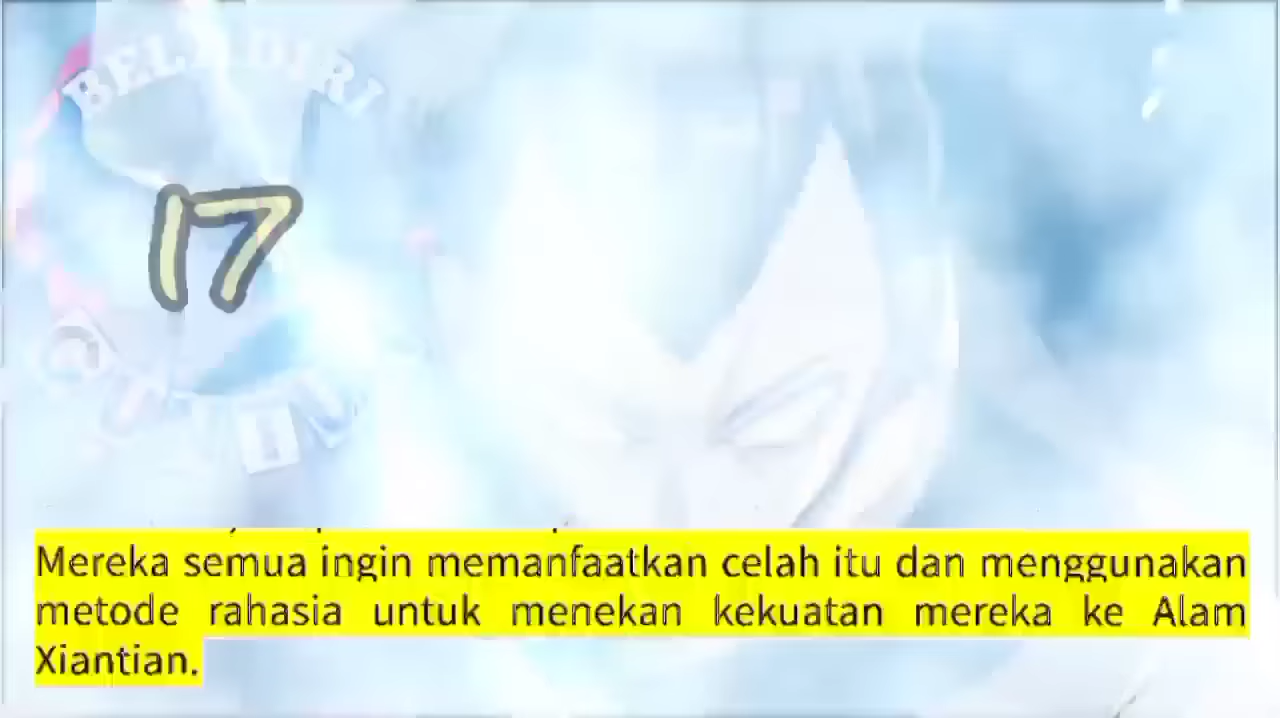 BELADIRI
17
Mereka semua ingin memanfaatkan celah itu dan menggunakan
metode rahasia untuk menekan kekuatan mereka ke Alam
Xiantian.